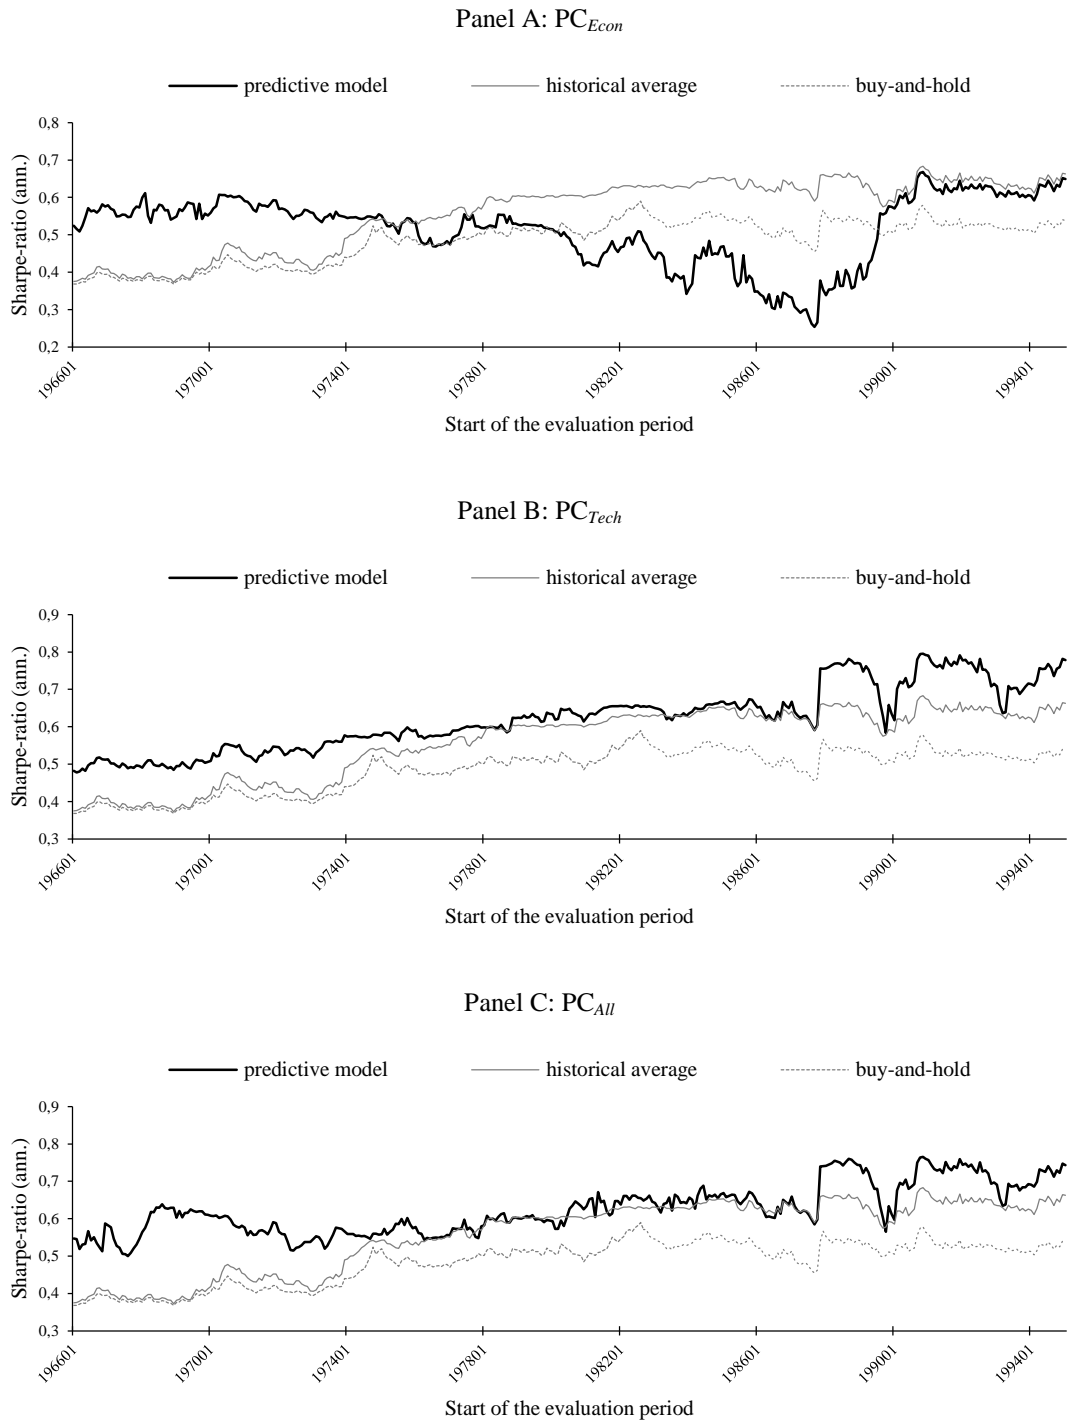 Panel A: PC_Econ
predictive model historical average buy-and-hold
Sharpe-ratio (ann.)
0,8
0,7
0,6
0,5
0,4
0,3
0,2
196601 197001 197401 197801 198201 198601 199001 199401
Start of the evaluation period
Panel B: PC_Tech
predictive model historical average buy-and-hold
Sharpe-ratio (ann.)
0,9
0,8
0,7
0,6
0,5
0,4
0,3
196601 197001 197401 197801 198201 198601 199001 199401
Start of the evaluation period
Panel C: PC_All
predictive model historical average buy-and-hold
Sharpe-ratio (ann.)
0,9
0,8
0,7
0,6
0,5
0,4
0,3
196601 197001 197401 197801 198201 198601 199001 199401
Start of the evaluation period